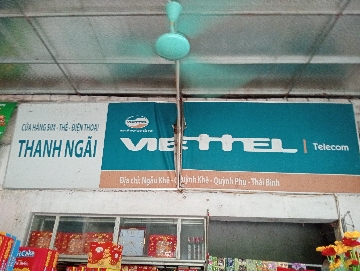 CỬA HÀNG SIM - THẺ - ĐIỆN THOẠI
THANH NGÃI
VIETTEL
VIETTEL
Telecom
Địa chỉ: Ngẫu Khê - Quỳnh Khê - Quỳnh Phụ - Thái Bình